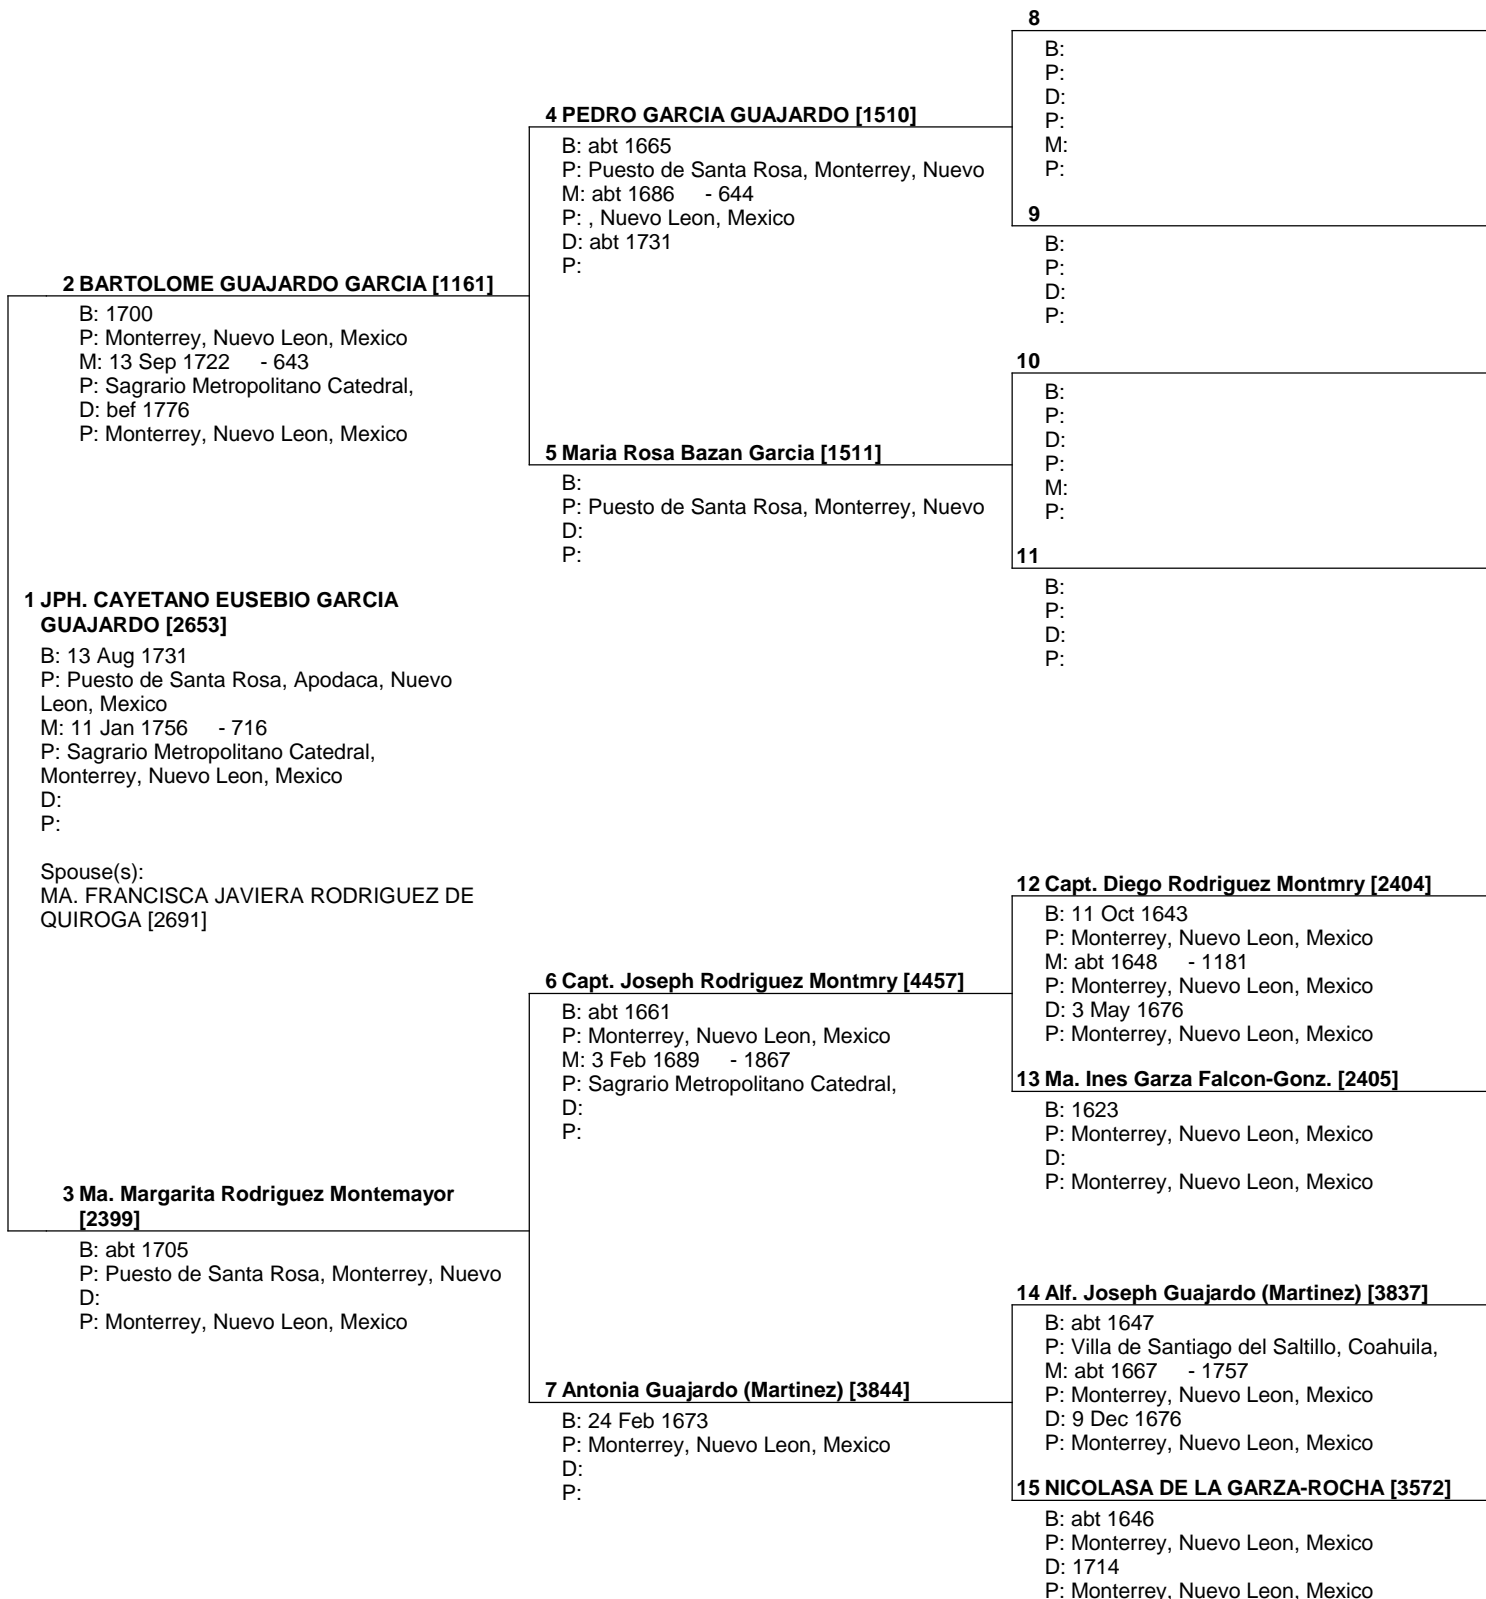 8
B:
P:
D:
P:
M:
P:
4 PEDRO GARCIA GUAJARDO [1510]
B: abt 1665
P: Puesto de Santa Rosa, Monterrey, Nuevo
M: abt 1686 - 644
P: , Nuevo Leon, Mexico
D: abt 1731
P:
9
B:
P:
D:
P:
2 BARTOLOME GUAJARDO GARCIA [1161]
B: 1700
P: Monterrey, Nuevo Leon, Mexico
M: 13 Sep 1722 - 643
P: Sagrario Metropolitano Catedral,
D: bef 1776
P: Monterrey, Nuevo Leon, Mexico
10
B:
P:
D:
P:
M:
P:
5 Maria Rosa Bazan Garcia [1511]
B:
P: Puesto de Santa Rosa, Monterrey, Nuevo
D:
P:
11
B:
P:
D:
P:
1 JPH. CAYETANO EUSEBIO GARCIA
GUAJARDO [2653]
B: 13 Aug 1731
P: Puesto de Santa Rosa, Apodaca, Nuevo
Leon, Mexico
M: 11 Jan 1756 - 716
P: Sagrario Metropolitano Catedral,
Monterrey, Nuevo Leon, Mexico
D:
P:
Spouse(s):
MA. FRANCISCA JAVIERA RODRIGUEZ DE
QUIROGA [2691]
12 Capt. Diego Rodriguez Montmry [2404]
B: 11 Oct 1643
P: Monterrey, Nuevo Leon, Mexico
M: abt 1648 - 1181
P: Monterrey, Nuevo Leon, Mexico
D: 3 May 1676
P: Monterrey, Nuevo Leon, Mexico
6 Capt. Joseph Rodriguez Montmry [4457]
B: abt 1661
P: Monterrey, Nuevo Leon, Mexico
M: 3 Feb 1689 - 1867
P: Sagrario Metropolitano Catedral,
D:
P:
13 Ma. Ines Garza Falcon-Gonz. [2405]
B: 1623
P: Monterrey, Nuevo Leon, Mexico
D:
P: Monterrey, Nuevo Leon, Mexico
3 Ma. Margarita Rodriguez Montemayor
[2399]
B: abt 1705
P: Puesto de Santa Rosa, Monterrey, Nuevo
D:
P: Monterrey, Nuevo Leon, Mexico
14 Alf. Joseph Guajardo (Martinez) [3837]
B: abt 1647
P: Villa de Santiago del Saltillo, Coahuila,
M: abt 1667 - 1757
P: Monterrey, Nuevo Leon, Mexico
D: 9 Dec 1676
P: Monterrey, Nuevo Leon, Mexico
7 Antonia Guajardo (Martinez) [3844]
B: 24 Feb 1673
P: Monterrey, Nuevo Leon, Mexico
D:
P:
15 NICOLASA DE LA GARZA-ROCHA [3572]
B: abt 1646
P: Monterrey, Nuevo Leon, Mexico
D: 1714
P: Monterrey, Nuevo Leon, Mexico